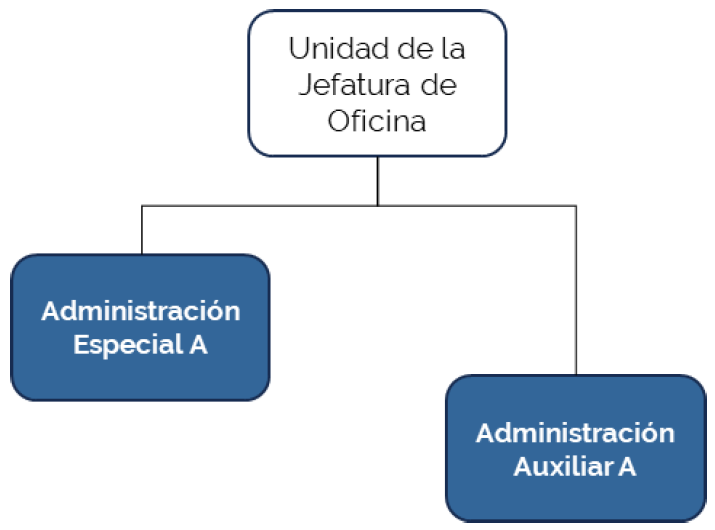 Unidad de la
Jefatura de
Oficina
Administración
Especial A
Administración
Auxiliar A